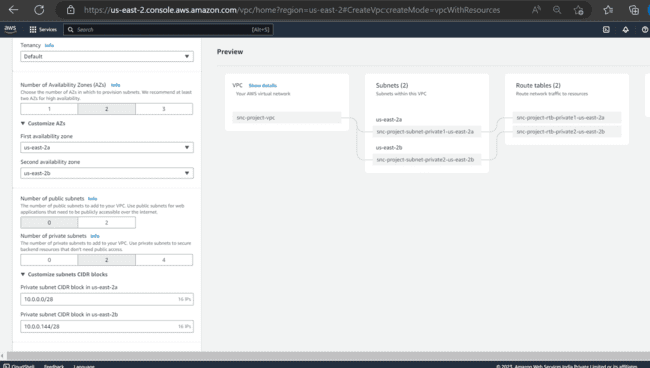 https://us-east-2.console.aws.amazon.com/vpc/home?region=us-east-2#CreateVpc:createMode=vpcWithResources
aws
Services
Search
[Alt+S]
Tenancy Info
Default
Number of Availability Zones (AZs) Info
Choose the number of AZs in which to provision subnets. We recommend at least
two AZs for high availability.
1
2
3
Customize AZs
First availability zone
us-east-2a
Second availability zone
us-east-2b
Number of public subnets Info
The number of public subnets to add to your VPC. Use public subnets for web
applications that need to be publicly accessible over the internet.
0
2
Number of private subnets Info
The number of private subnets to add to your VPC. Use private subnets to secure
backend resources that don't need public access.
0
2
4
Customize subnets CIDR blocks
Private subnet CIDR block in us-east-2a
10.0.0.0/28
16 IPs
Private subnet CIDR block in us-east-2b
10.0.0.144/28
16 IPs
Preview
VPC Show details
Your AWS virtual network
snc-project-vpc
Subnets (2)
Subnets within this VPC
us-east-2a
snc-project-subnet-private1-us-east-2a
us-east-2b
snc-project-subnet-private2-us-east-2b
Route tables (2)
Route network traffic to resources
snc-project-rtb-private1-us-east-2a
snc-project-rtb-private2-us-east-2b
CloudShell
Feedback
Language
© 2023, Amazon Web Services India Private Limited or its affiliates.